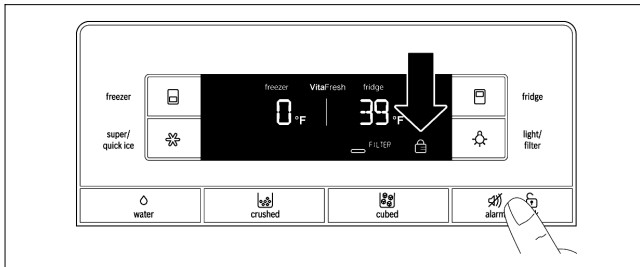 freezer
super/
quick ice
freezer VitaFresh fridge
0 °F 39 °F
FILTER
fridge
light/
filter
water crushed cubed alarm